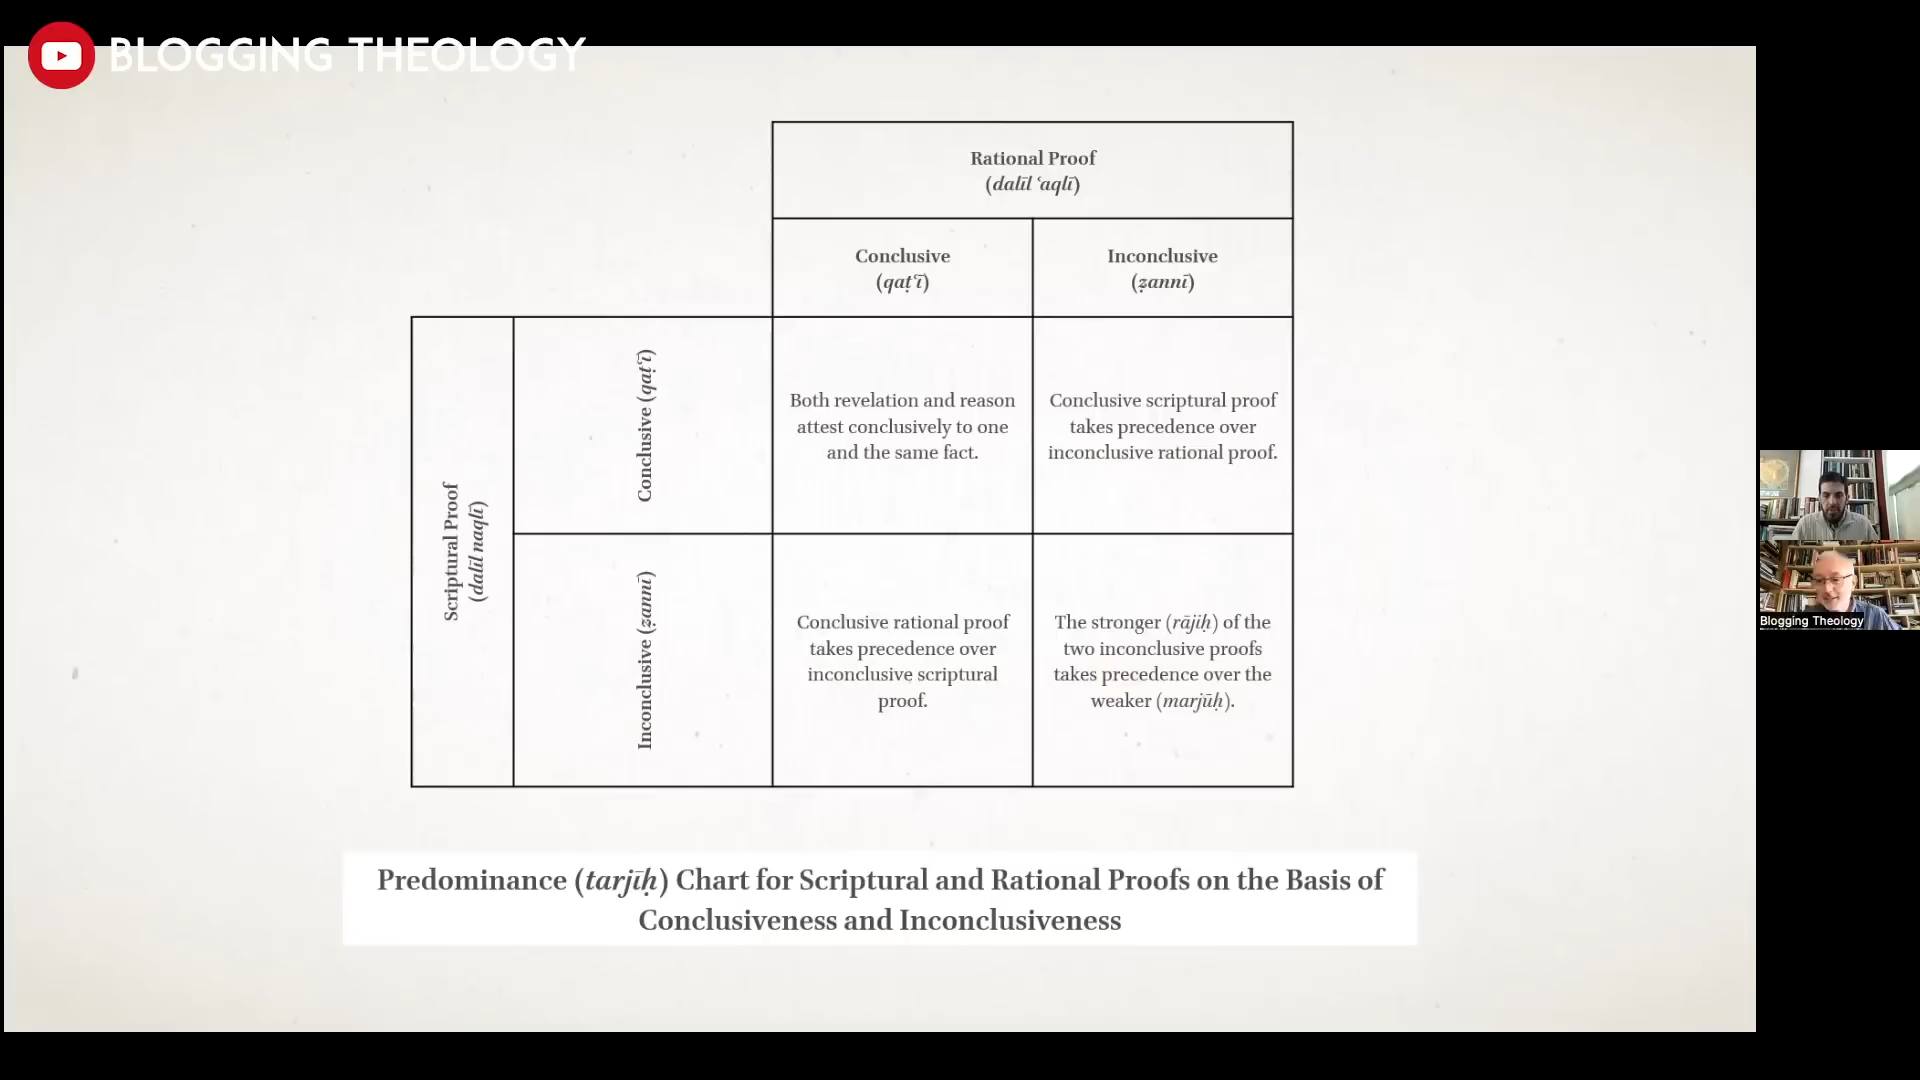 BLOGGING THEOLOGY
Rational Proof
(dalīl ʿaqlī)
Conclusive
(qaṭʿī)
Inconclusive
(ẓannī)
Scriptural Proof
(dalīl naqlī)
Conclusive (qaṭʿī)
Both revelation and reason
attest conclusively to one
and the same fact.
Conclusive scriptural proof
takes precedence over
inconclusive rational proof.
Inconclusive (ẓannī)
Conclusive rational proof
takes precedence over
inconclusive scriptural
proof.
The stronger (rājiḥ) of the
two inconclusive proofs
takes precedence over the
weaker (marjūḥ).
Predominance (tarjīḥ) Chart for Scriptural and Rational Proofs on the Basis of
Conclusiveness and Inconclusiveness
Blogging Theology